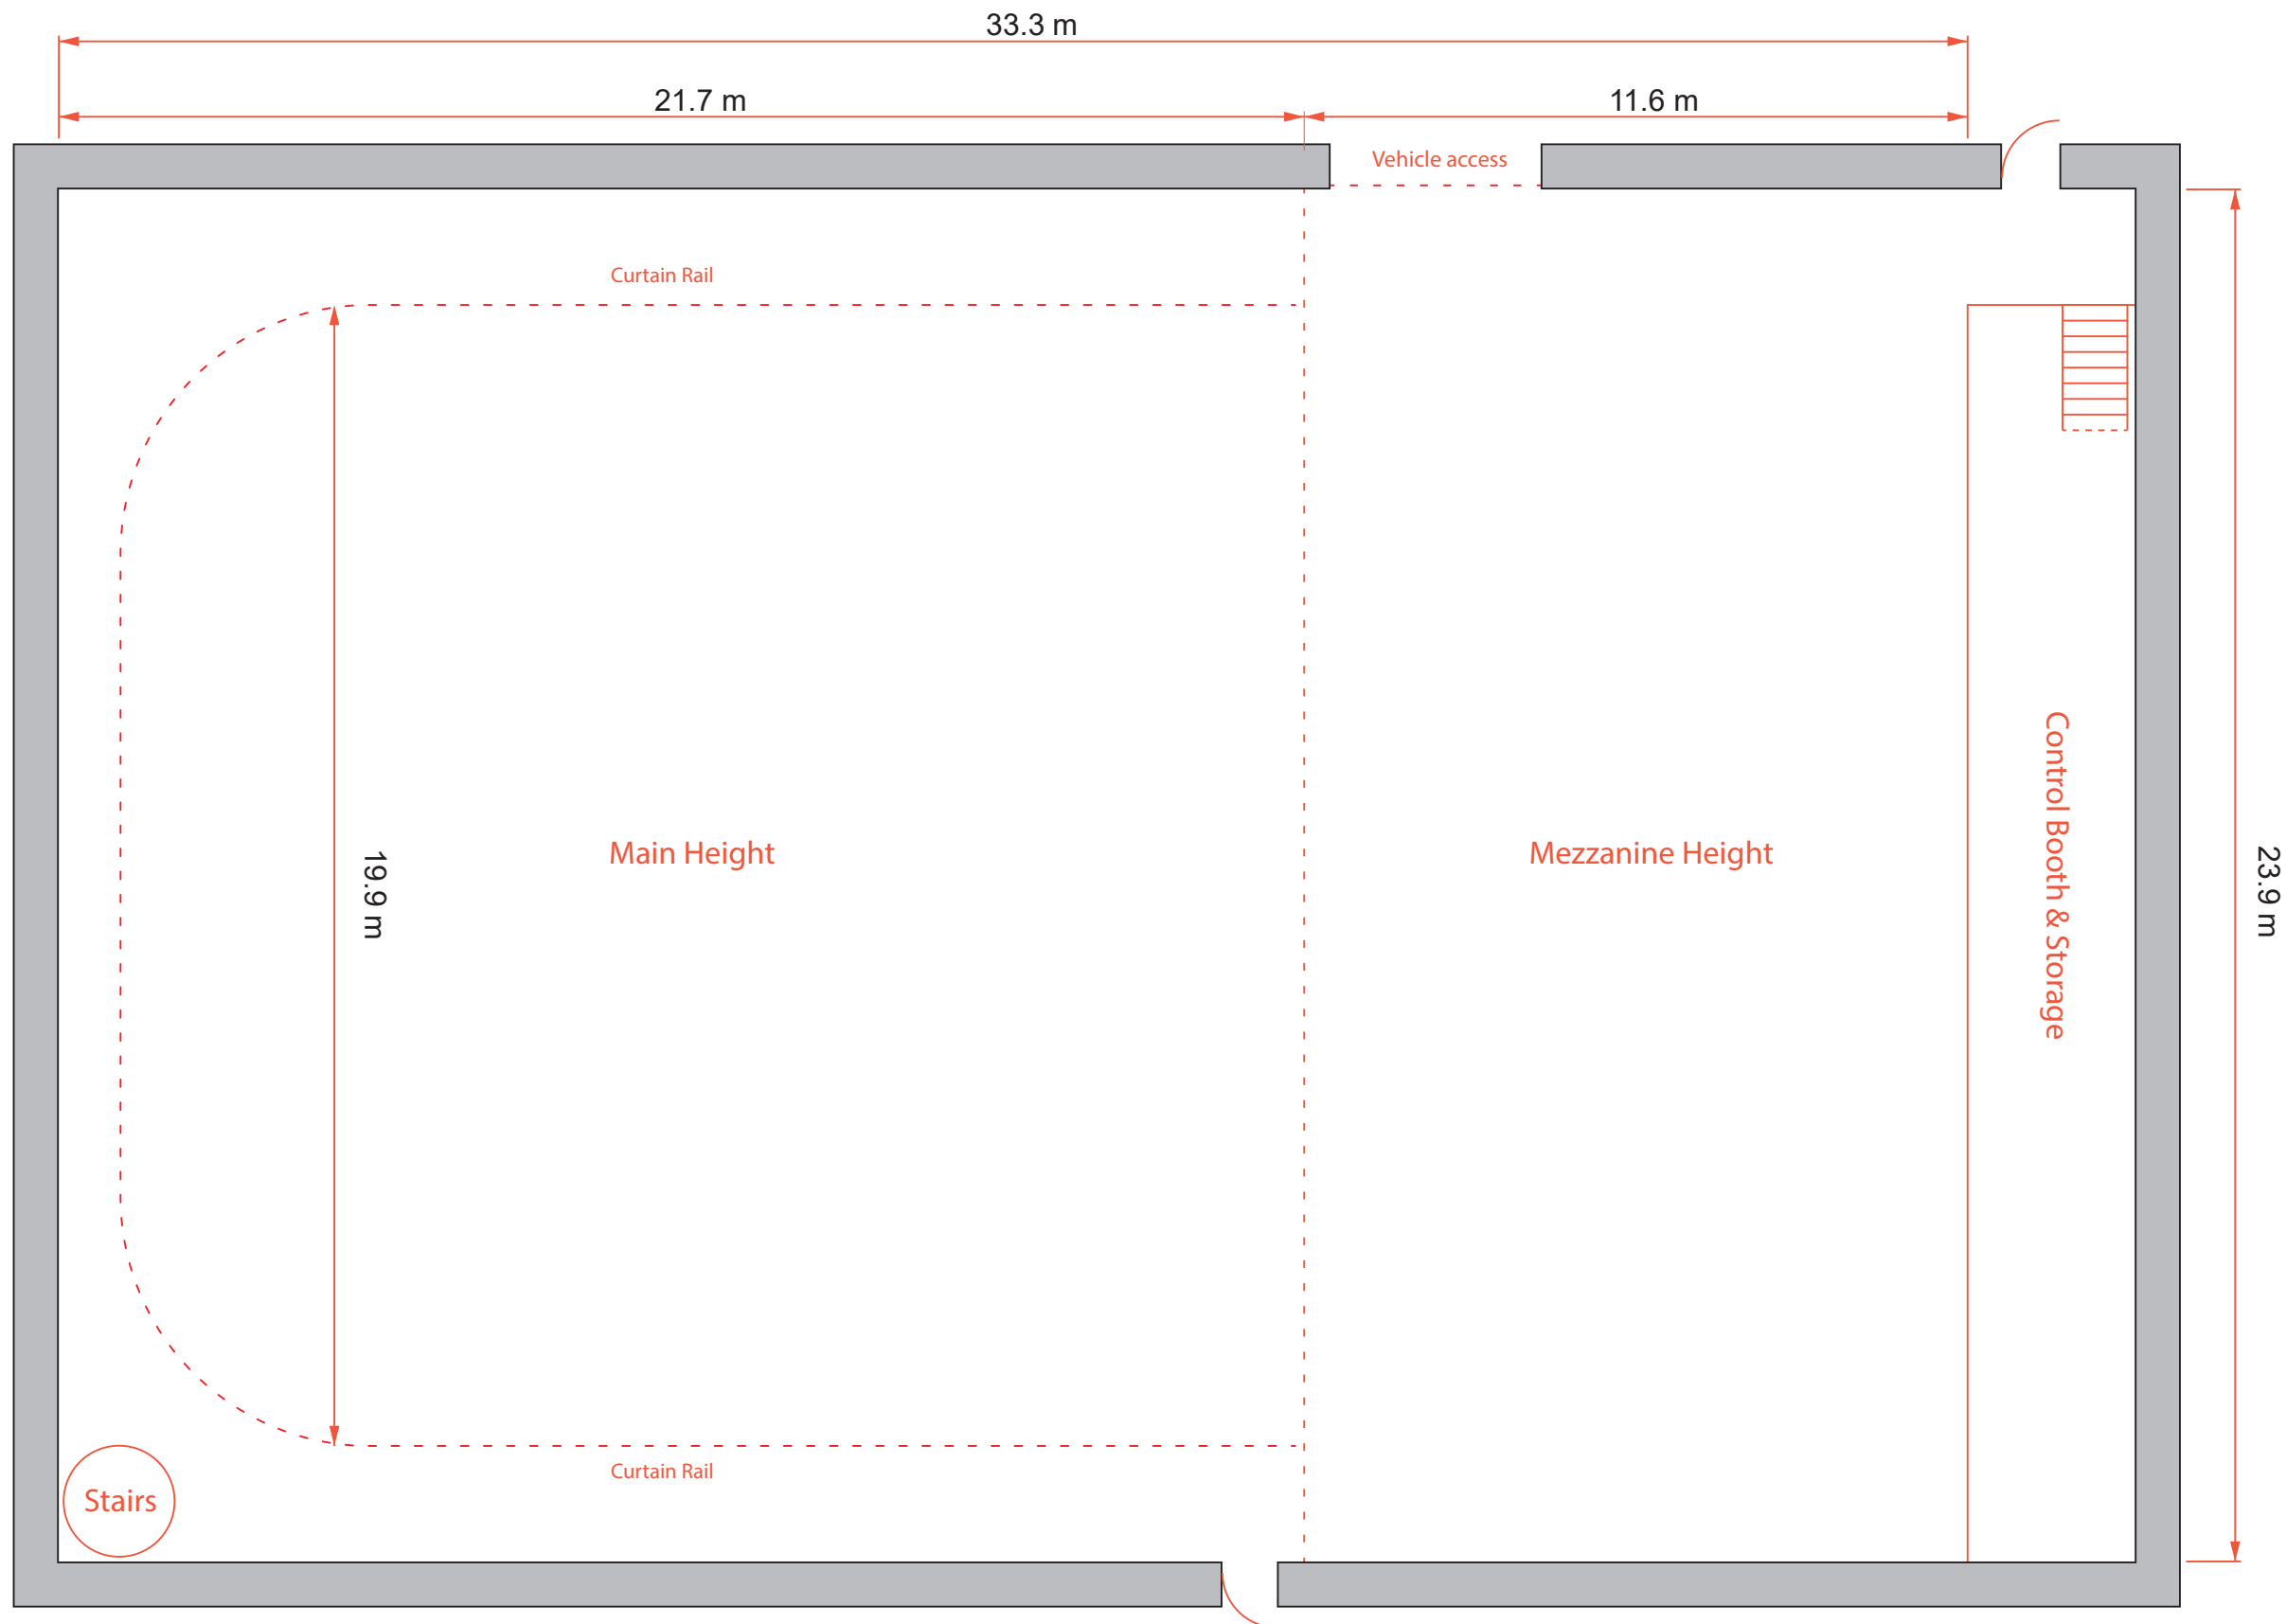 33.3 m
21.7 m
11.6 m
Vehicle access
Curtain Rail
Main Height
Mezzanine Height
19.9 m
Control Booth & Storage
23.9 m
Curtain Rail
Stairs